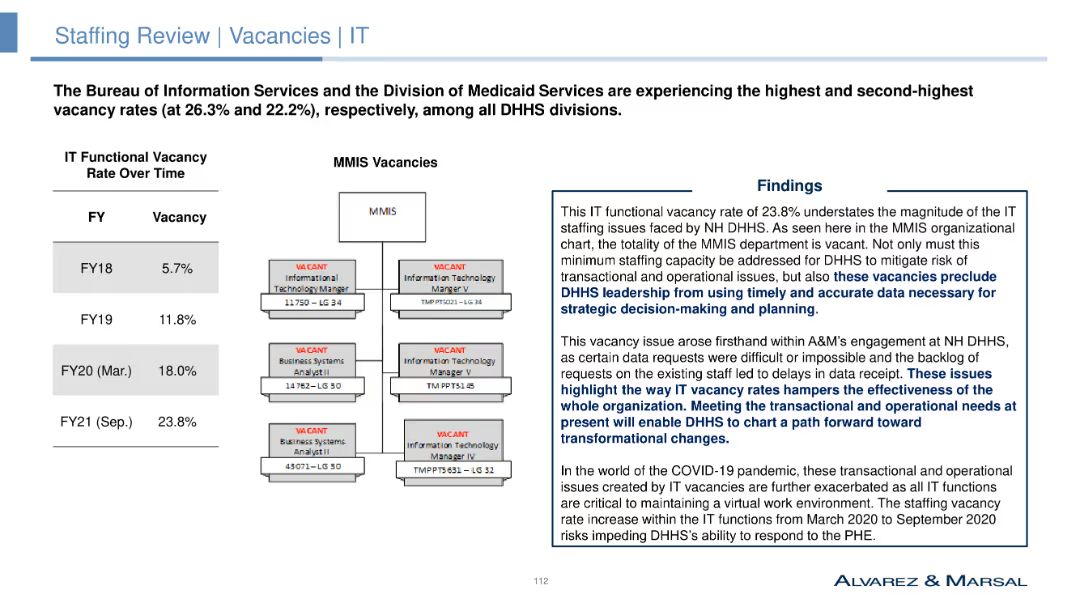 Staffing Review | Vacancies | IT
The Bureau of Information Services and the Division of Medicaid Services are experiencing the highest and second-highest
vacancy rates (at 26.3% and 22.2%), respectively, among all DHHS divisions.
IT Functional Vacancy
Rate Over Time
FY Vacancy
FY18 5.7%
FY19 11.8%
FY20 (Mar.) 18.0%
FY21 (Sep.) 23.8%
MMIS Vacancies
MMIS
VACANT
Informational
Technology Manger
11750 – LG 34
VACANT
Information Technology
Manger V
TMPPT5021 – LG 34
VACANT
Business Systems
Analyst II
14762– LG 30
VACANT
Information Technology
Manager V
TMPPT5145
VACANT
Business Systems
Analyst II
43071– LG 30
VACANT
Information Technology
Manager IV
TMPPT5631 – LG 32
Findings
This IT functional vacancy rate of 23.8% understates the magnitude of the IT
staffing issues faced by NH DHHS. As seen here in the MMIS organizational
chart, the totality of the MMIS department is vacant. Not only must this
minimum staffing capacity be addressed for DHHS to mitigate risk of
transactional and operational issues, but also these vacancies preclude
DHHS leadership from using timely and accurate data necessary for
strategic decision-making and planning.
This vacancy issue arose firsthand within A&M's engagement at NH DHHS,
as certain data requests were difficult or impossible and the backlog of
requests on the existing staff led to delays in data receipt. These issues
highlight the way IT vacancy rates hampers the effectiveness of the
whole organization. Meeting the transactional and operational needs at
present will enable DHHS to chart a path forward toward
transformational changes.
In the world of the COVID-19 pandemic, these transactional and operational
issues created by IT vacancies are further exacerbated as all IT functions
are critical to maintaining a virtual work environment. The staffing vacancy
rate increase within the IT functions from March 2020 to September 2020
risks impeding DHHS's ability to respond to the PHE.
112
ALVAREZ & MARSAL